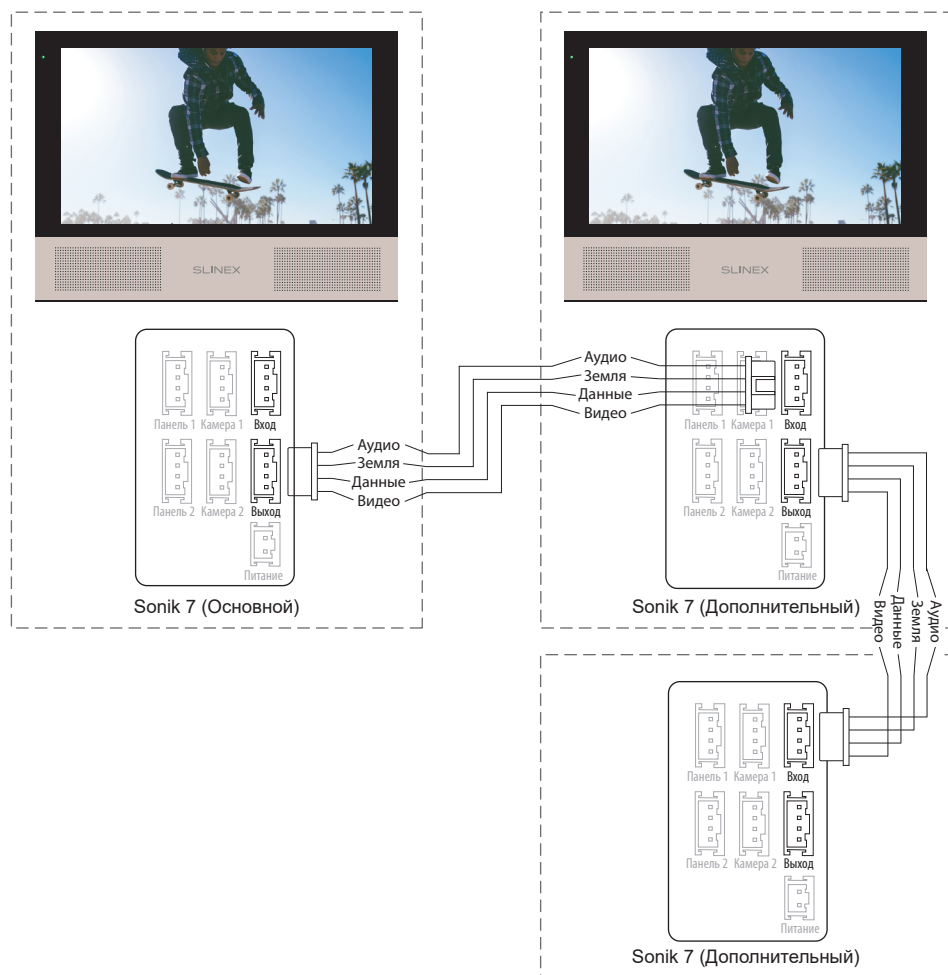 SLINEX
SLINEX
Панель 1 Камера 1 Вход
Панель 2 Камера 2 Выход
Питание
Аудио
Земля
Данные
Видео
Sonik 7 (Основной)
Аудио
Земля
Данные
Видео
Панель 1 Камера 1 Вход
Панель 2 Камера 2 Выход
Питание
Sonik 7 (Дополнительный)
Видео
Данные
Земля
Аудио
Панель 1 Камера 1 Вход
Панель 2 Камера 2 Выход
Питание
Sonik 7 (Дополнительный)